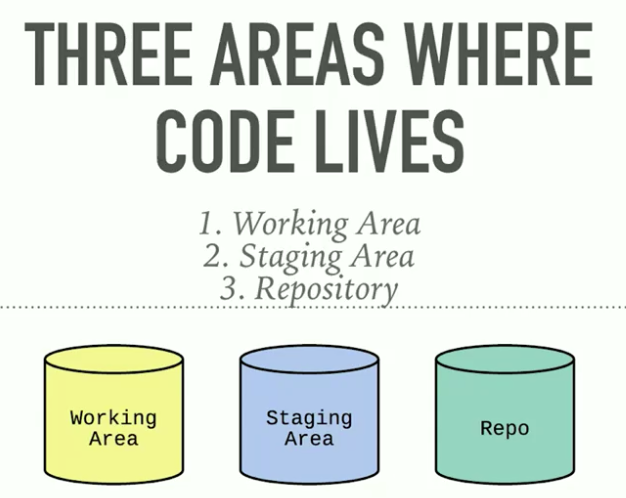 THREE AREAS WHERE
CODE LIVES
1. Working Area
2. Staging Area
3. Repository
Working
Area
Staging
Area
Repo